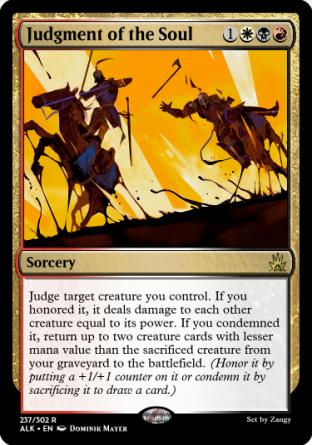 Judgment of the Soul 1
Sorcery
Judge target creature you control. If you
honored it, it deals damage to each other
creature equal to its power. If you condemned
it, return up to two creature cards with lesser
mana value than the sacrificed creature from
your graveyard to the battlefield. (Honor it by
putting a +1/+1 counter on it or condemn it by
sacrificing it to draw a card.)
237/302 R
ALK • EN DOMINIK MAYER
Set by Zangy